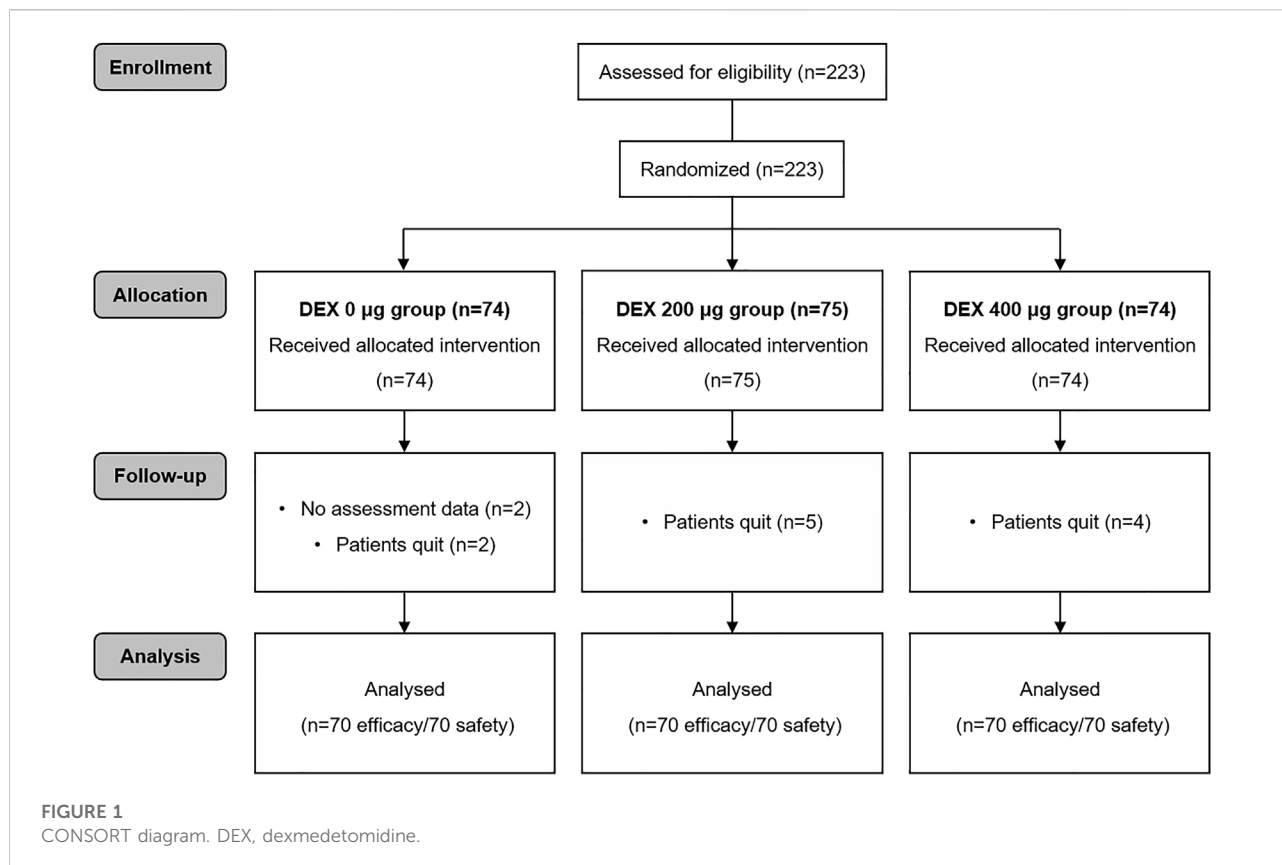 Enrollment
Assessed for eligibility (n=223)
Randomized (n=223)
Allocation
DEX 0 µg group (n=74)
Received allocated intervention
(n=74)
DEX 200 µg group (n=75)
Received allocated intervention
(n=75)
DEX 400 µg group (n=74)
Received allocated intervention
(n=74)
Follow-up
• No assessment data (n=2)
• Patients quit (n=2)
• Patients quit (n=5)
• Patients quit (n=4)
Analysis
Analysed
(n=70 efficacy/70 safety)
Analysed
(n=70 efficacy/70 safety)
Analysed
(n=70 efficacy/70 safety)
FIGURE 1
CONSORT diagram. DEX, dexmedetomidine.